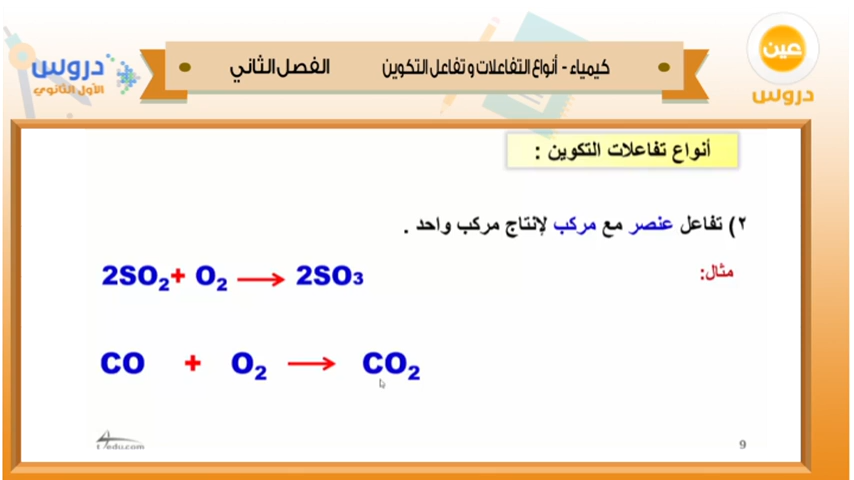 دروس
الأول الثانوي
كيمياء - أنواع التفاعلات و تفاعل التكوين
الفصل الثاني
عين
دروس
أنواع تفاعلات التكوين :
٢) تفاعل عنصر مع مركب لإنتاج مركب واحد .
مثال:
2SO₂+ O₂ ⟶ 2SO₃
CO + O₂ ⟶ CO₂
9